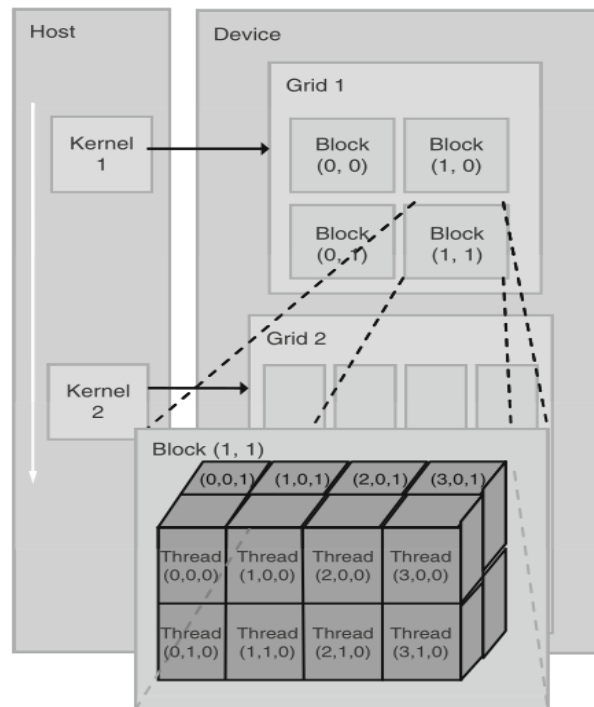 Host
Device
Grid 1
Kernel
1
Block
(0, 0)
Block
(1, 0)
Block
(0, 1)
Block
(1, 1)
Grid 2
Kernel
2
Block (1, 1)
(0,0,1) (1,0,1) (2,0,1) (3,0,1)
Thread Thread Thread Thread
(0,0,0) (1,0,0) (2,0,0) (3,0,0)
Thread Thread Thread Thread
(0,1,0) (1,1,0) (2,1,0) (3,1,0)